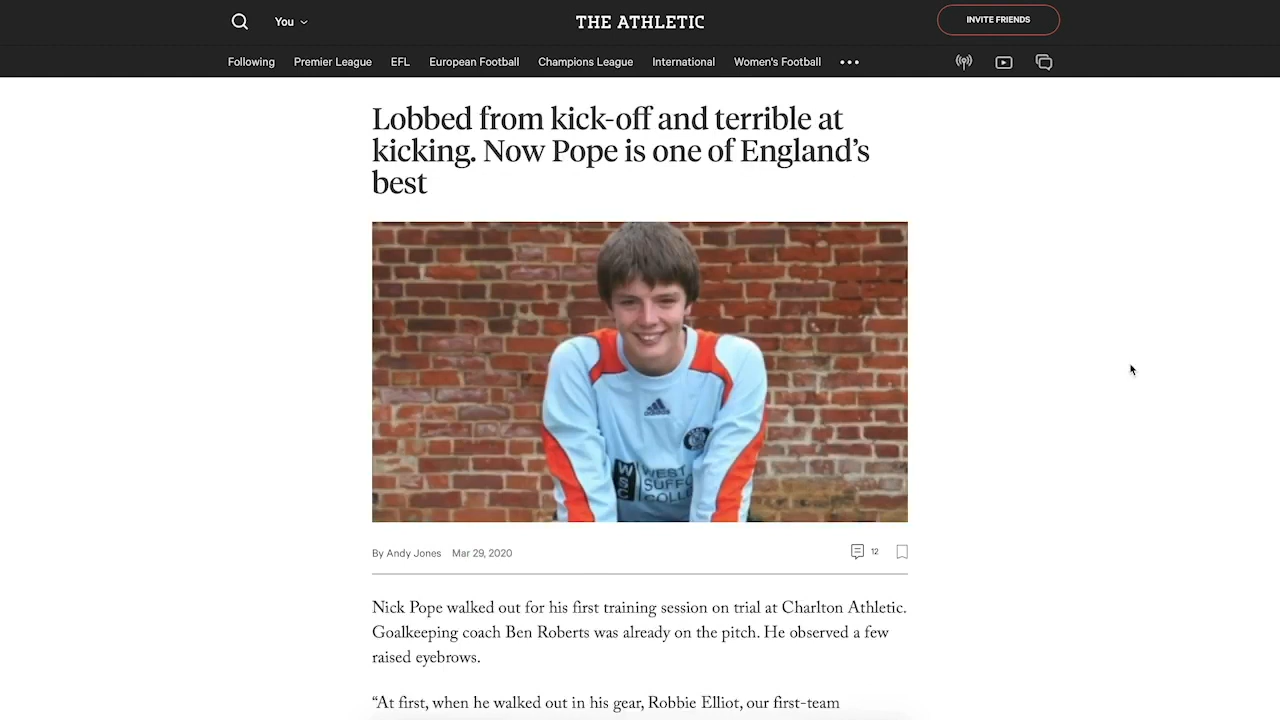 You
THE ATHLETIC
INVITE FRIENDS
Following Premier League EFL European Football Champions League International Women's Football
Lobbed from kick-off and terrible at
kicking. Now Pope is one of England’s
best
adidas
WSC
WEST
SUFFO
COLLE
By Andy Jones Mar 29, 2020 12
Nick Pope walked out for his first training session on trial at Charlton Athletic.
Goalkeeping coach Ben Roberts was already on the pitch. He observed a few
raised eyebrows.
“At first, when he walked out in his gear, Robbie Elliot, our first-team